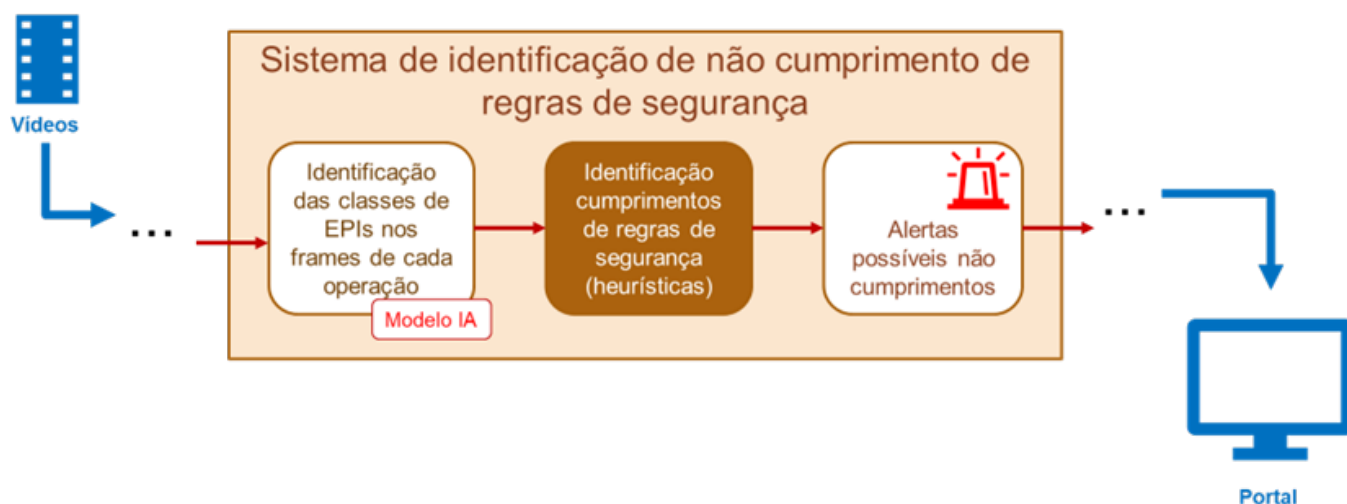 Vídeos
...
Sistema de identificação de não cumprimento de
regras de segurança
Identificação
das classes de
EPIs nos
frames de cada
operação
Modelo IA
Identificação
cumprimentos
de regras de
segurança
(heurísticas)
Alertas
possíveis não
cumprimentos
...
Portal